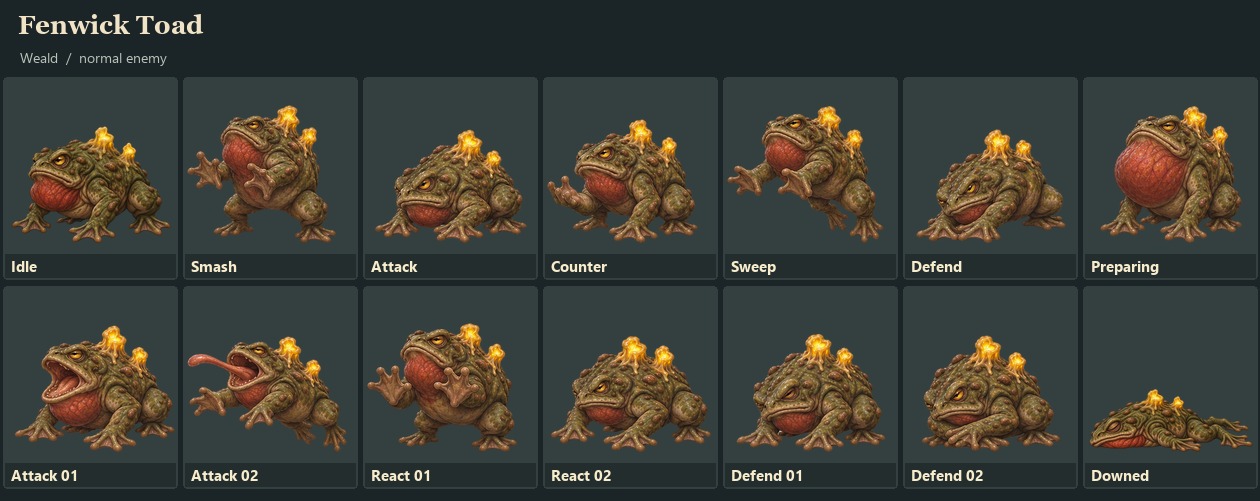 Fenwick Toad
Weald / normal enemy
Idle
Smash
Attack
Counter
Sweep
Defend
Preparing
Attack 01
Attack 02
React 01
React 02
Defend 01
Defend 02
Downed